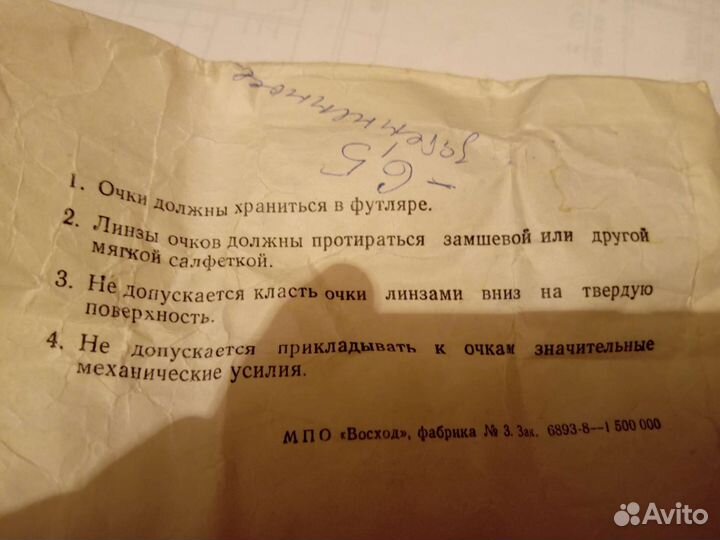 затемненные
-6,5
1. Очки должны храниться в футляре.
2. Линзы очков должны протираться замшевой или другой
мягкой салфеткой.
3. Не допускается класть очки линзами вниз на твердую
поверхность.
4. Не допускается прикладывать к очкам значительные
механические усилия.
МПО «Восход», фабрика № 3. Зак. 6893-8--1 500 000
Avito